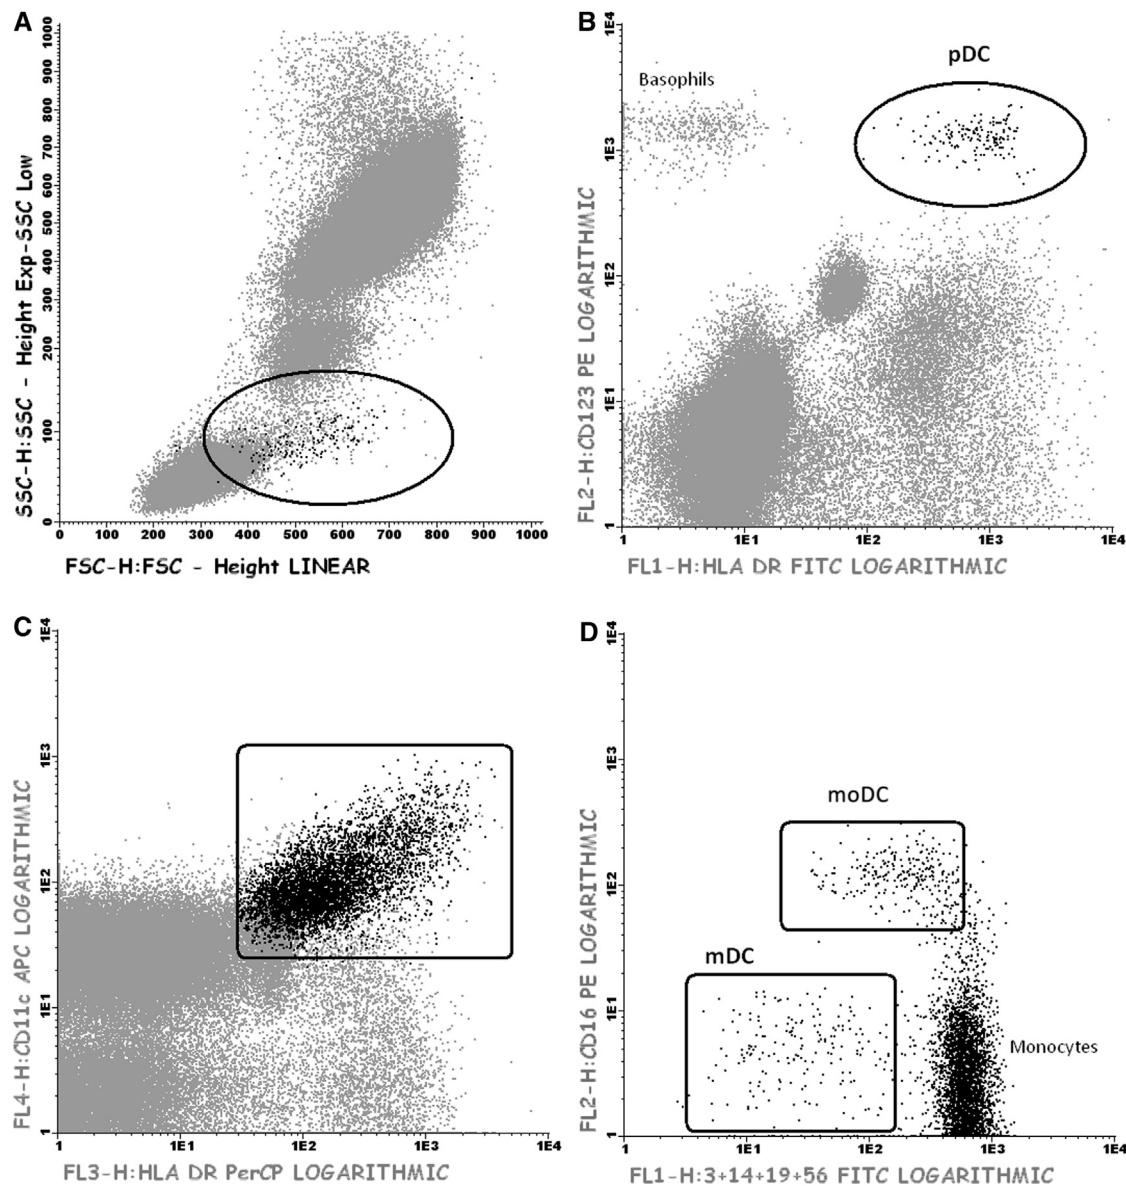 A
SSC-H:SSC - Height Exp-SSC Low
1000
900
800
700
600
500
400
300
200
100
0
0 100 200 300 400 500 600 700 800 900 1000
FSC-H:FSC - Height LINEAR
B
FL2-H:CD123 PE LOGARITHMIC
1E4
1E3
1E2
1E1
1
Basophils
pDC
1 1E1 1E2 1E3 1E4
FL1-H:HLA DR FITC LOGARITHMIC
C
FL4-H:CD11c APC LOGARITHMIC
1E4
1E3
1E2
1E1
1
1 1E1 1E2 1E3 1E4
FL3-H:HLA DR PerCP LOGARITHMIC
D
FL2-H:CD16 PE LOGARITHMIC
1E4
1E3
1E2
1E1
1
moDC
mDC
Monocytes
1 1E1 1E2 1E3 1E4
FL1-H:3+14+19+56 FITC LOGARITHMIC